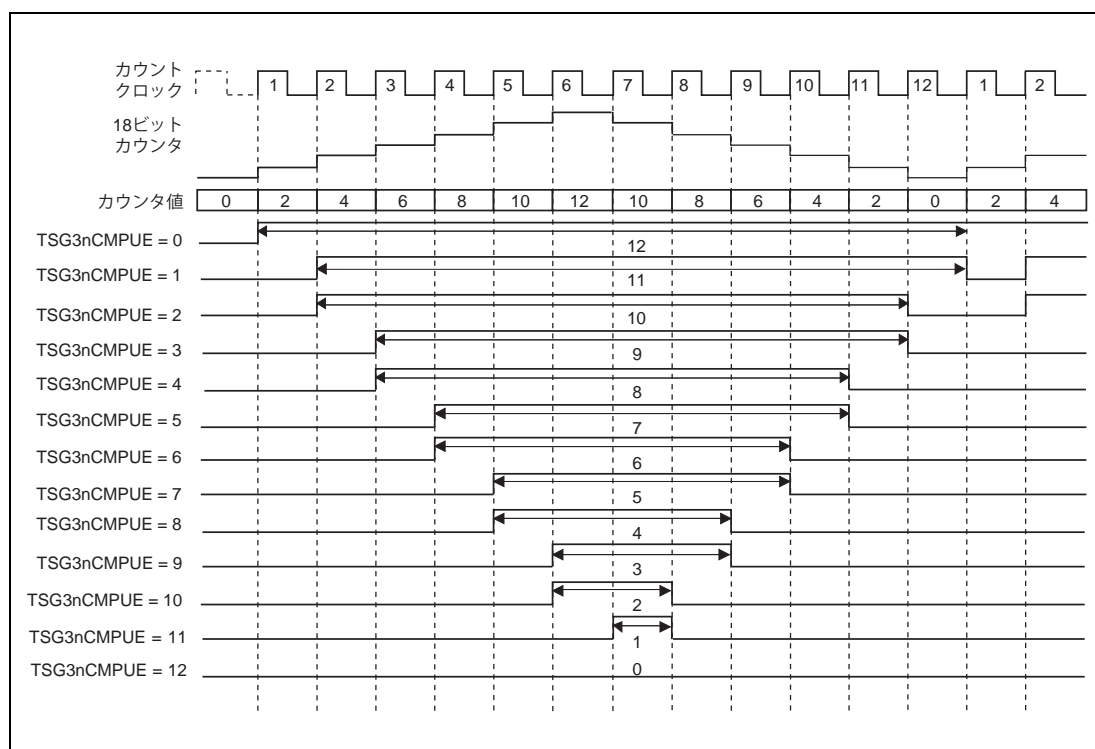 カウント
クロック
1 2 3 4 5 6 7 8 9 10 11 12 1 2
18ビット
カウンタ
カウンタ値 0 2 4 6 8 10 12 10 8 6 4 2 0 2 4
TSG3nCMPUE = 0
12
TSG3nCMPUE = 1
11
TSG3nCMPUE = 2
10
TSG3nCMPUE = 3
9
TSG3nCMPUE = 4
8
TSG3nCMPUE = 5
7
TSG3nCMPUE = 6
6
TSG3nCMPUE = 7
5
TSG3nCMPUE = 8
4
TSG3nCMPUE = 9
3
TSG3nCMPUE = 10
2
TSG3nCMPUE = 11
1
TSG3nCMPUE = 12
0